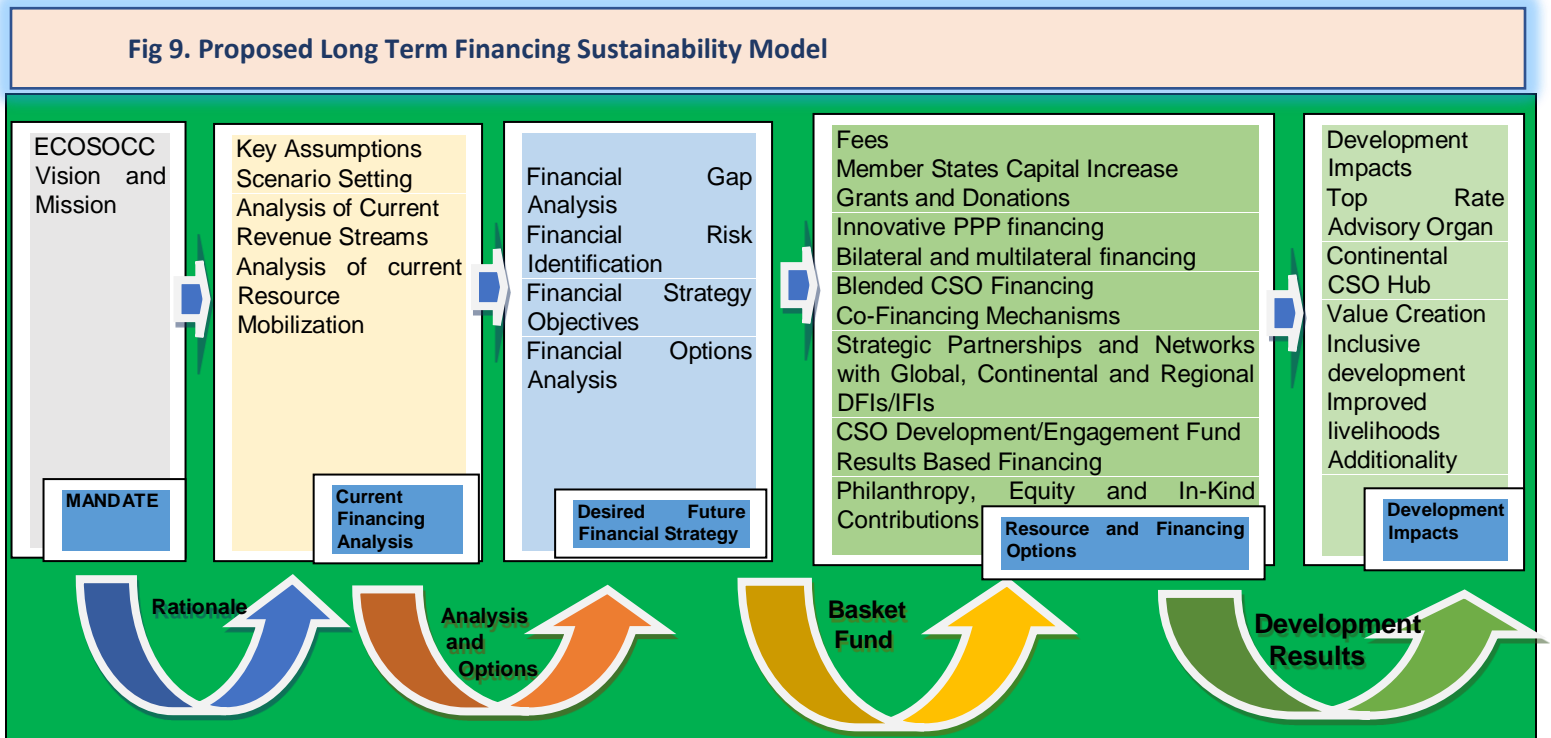 Fig 9. Proposed Long Term Financing Sustainability Model
ECOSOCC
Vision and
Mission
MANDATE
Key Assumptions
Scenario Setting
Analysis of Current
Revenue Streams
Analysis of current
Resource
Mobilization
Current
Financing
Analysis
Financial Gap
Analysis
Financial Risk
Identification
Financial Strategy
Objectives
Financial Options
Analysis
Desired Future
Financial Strategy
Fees
Member States Capital Increase
Grants and Donations
Innovative PPP financing
Bilateral and multilateral financing
Blended CSO Financing
Co-Financing Mechanisms
Strategic Partnerships and Networks
with Global, Continental and Regional
DFIs/IFIs
CSO Development/Engagement Fund
Results Based Financing
Philanthropy, Equity and In-Kind
Contributions
Resource and Financing
Options
Development
Impacts
Top Rate
Advisory Organ
Continental
CSO Hub
Value Creation
Inclusive
development
Improved
livelihoods
Additionality
Development
Impacts
Rationale
Analysis
and
Options
Basket
Fund
Development
Results